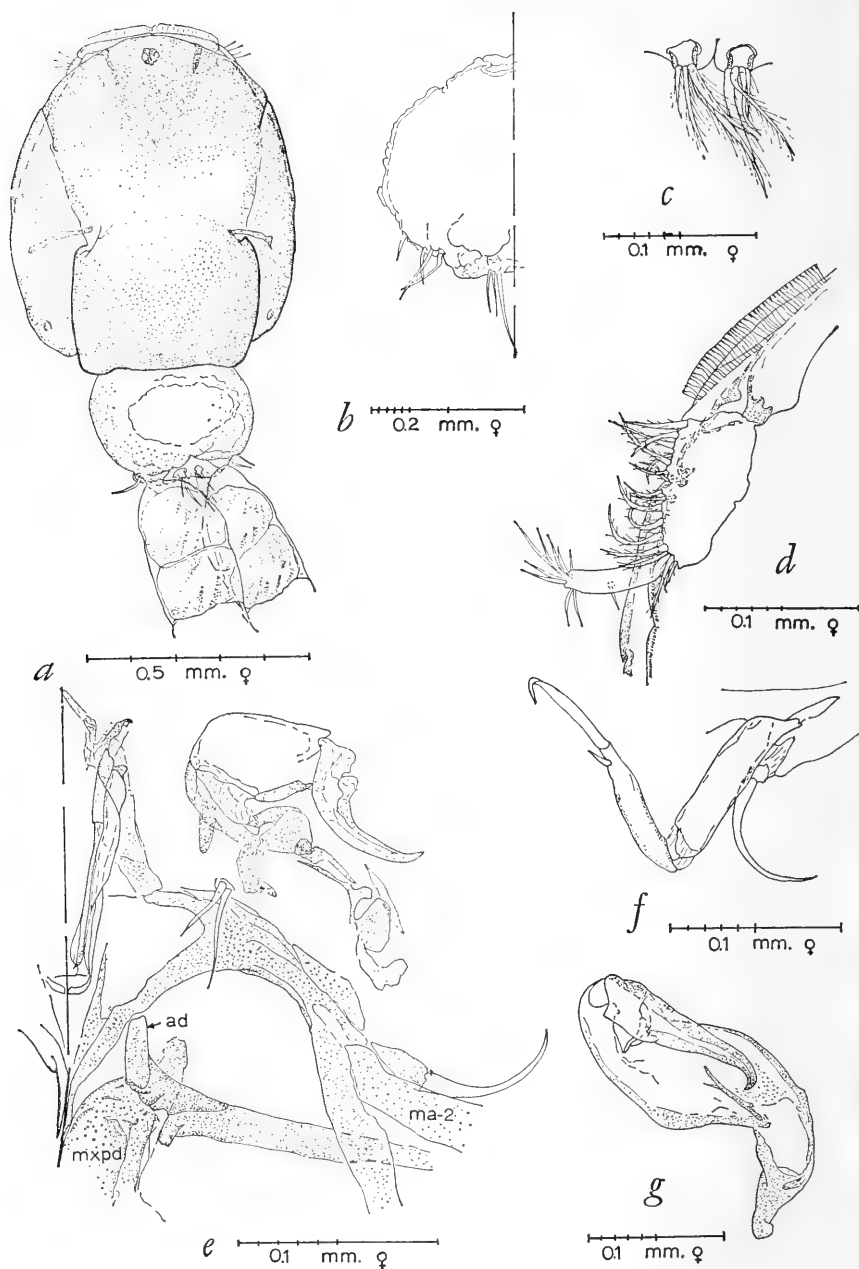 a
0.5 mm. ♀
b
0.2 mm. ♀
c
0.1 mm. ♀
d
0.1 mm. ♀
e
ad
ma-2
mxpd
0.1 mm. ♀
f
0.1 mm. ♀
g
0.1 mm. ♀